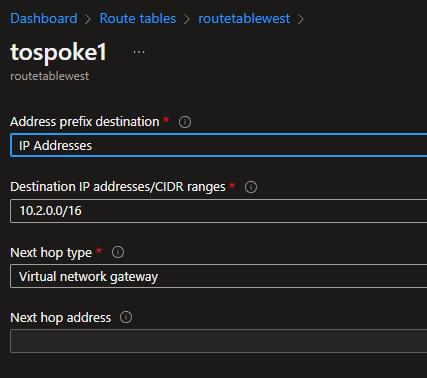 Dashboard > Route tables > routetablewest >
tospoke1 ...
routetablewest
Address prefix destination *
IP Addresses
Destination IP addresses/CIDR ranges *
10.2.0.0/16
Next hop type *
Virtual network gateway
Next hop address